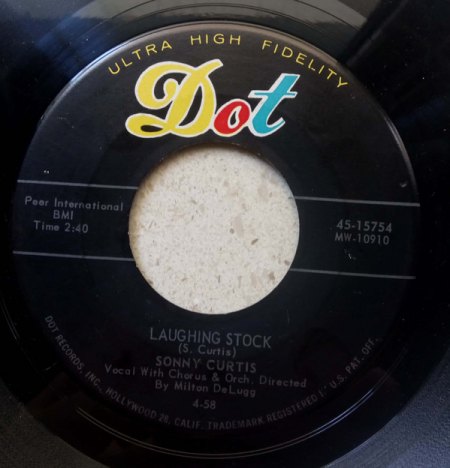 ULTRA HIGH FIDELITY
Dot
Peer International
BMI
Time 2:40
45-15754
MW-10910
LAUGHING STOCK
(S. Curtis)
SONNY CURTIS
Vocal With Chorus & Orch. Directed
By Milton DeLugg
4-58
DOT RECORDS, INC., HOLLYWOOD 28, CALIF. TRADEMARK REGISTERED U.S. PAT. OFF.